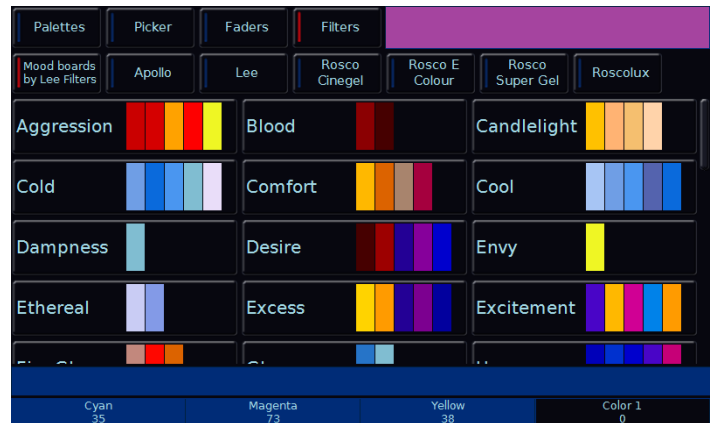 Palettes
Picker
Faders
Filters
Mood boards
by Lee Filters
Apollo
Lee
Rosco
Cinegel
Rosco E
Colour
Rosco
Super Gel
Roscolux
Aggression
Blood
Candlelight
Cold
Comfort
Cool
Dampness
Desire
Envy
Ethereal
Excess
Excitement
Cyan
35
Magenta
73
Yellow
38
Color 1
0